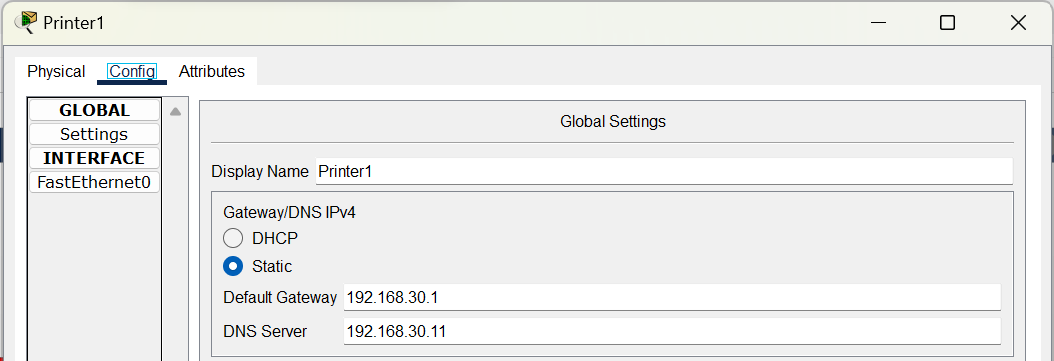 Printer1
Physical Config Attributes
GLOBAL
Settings
INTERFACE
FastEthernet0
Global Settings
Display Name Printer1
Gateway/DNS IPv4
DHCP
Static
Default Gateway 192.168.30.1
DNS Server 192.168.30.11